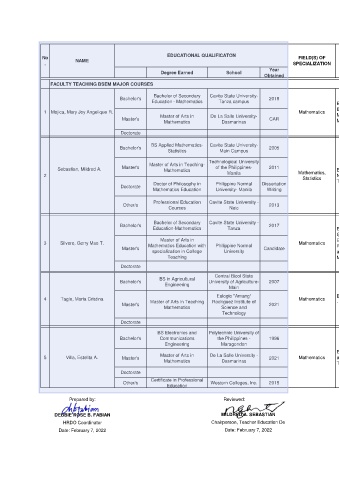 EDUCATIONAL QUALIFICATON
No
.
NAME
FIELD(S) OF
SPECIALIZATION
Degree Earned
School
Year
Obtained
FACULTY TEACHING BSEM MAJOR COURSES
1
Mojica, Mary Joy Angelique R.
Bachelor's
Bachelor of Secondary
Education - Mathematics
Cavite State University-
Tanza campus
2018
Master's
Master of Arts in
Mathematics
De La Salle University-
Dasmarinas
CAR
Mathematics
Doctorate
2
Sebastian, Mildred A.
Bachelor's
BS Applied Mathematics-
Statistics
Cavite State University-
Main Campus
Master's
Master of Arts in Teaching
Mathematics
Technological University
of the Philippines-
Manila
2011
Mathematics,
Statistics
Doctorate
Doctor of Philosophy in
Mathematics Education
Philippine Normal
University- Manila
Dissertation
Writing
Others
Professional Education
Courses
Cavite State University -
Naic
3
Bachelor's
Bachelor of Secondary
Education-Mathematics
Cavite State University -
Tanza
2017
Master's
Master of Arts in
Mathematics Education with
specialization in College
Teaching
Philippine Normal
University
Candidate
Mathematics
Doctorate
4
Tagle, Maria Cristina
Bachelor's
BS in Agricultural
Engineering
Central Bicol State
University of Agriculture-
Main
2007
Master's
Master of Arts in Teaching
Mathematics
Eulogio "Amang"
Rodriguez Institute of
Science and
Technology
2021
Mathematics
Doctorate
5
Villa, Estelita A.
Bachelor's
BS Electronics and
Communications
Engineering
Polytechnic University of
the Philippines -
Maragondon
1996
Master's
Master of Arts in
Mathematics
De La Salle University-
Dasmarinas
2021
Mathematics
Doctorate
Others
Certificate in Professional
Education
Western Colleges, Inc.
Prepared by:
DEBBIE ROSE B. FABIAN
HRDO Coordinator
Date: February 7, 2022
Reviewed:
MILDRED A. SEBASTIAN
Chairperson, Teacher Education De
Date: February 7, 2022